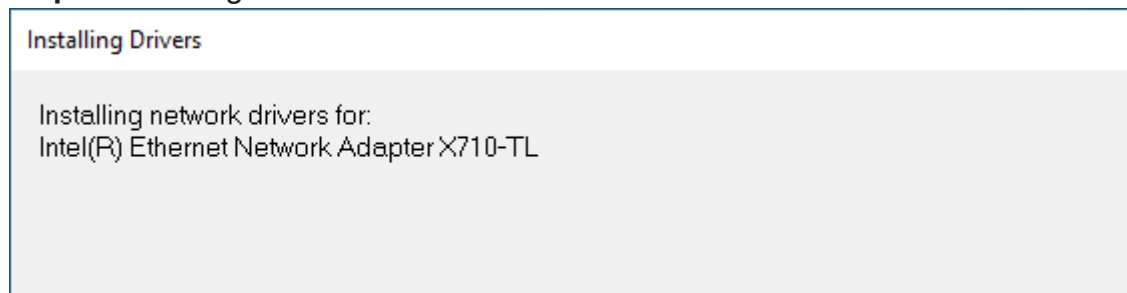 Installing Drivers
Installing network drivers for:
Intel(R) Ethernet Network Adapter X710-TL